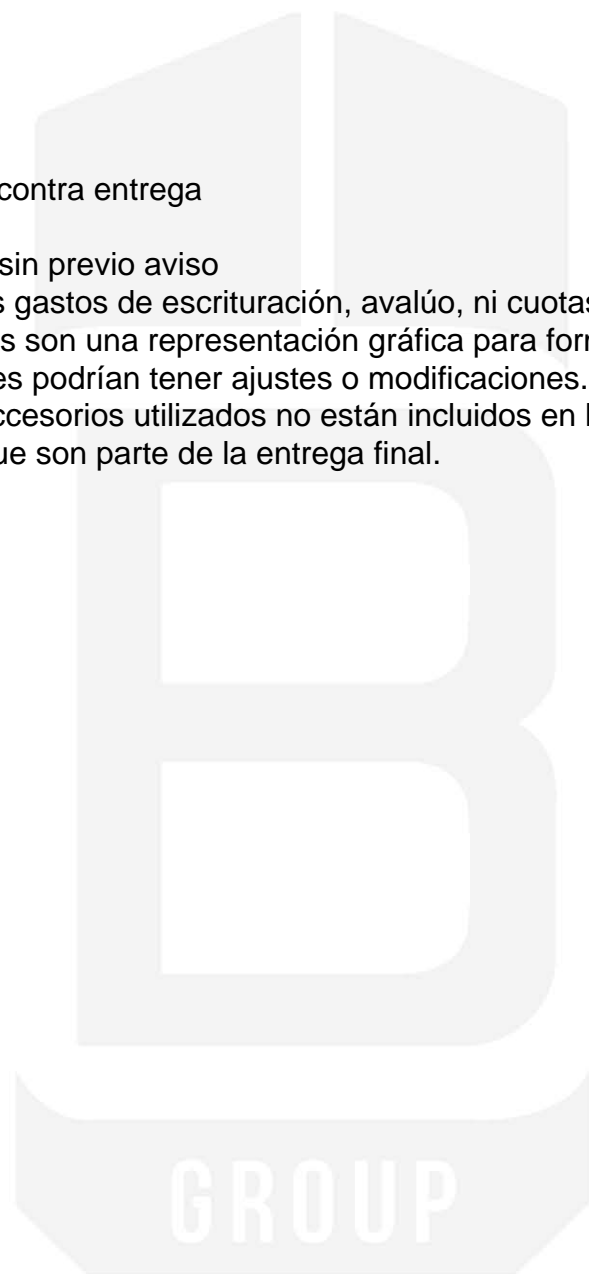 contra entrega
sin previo aviso
s gastos de escrituración, avalúo, ni cuotas
s son una representación gráfica para for
es podrían tener ajustes o modificaciones.
ccesorios utilizados no están incluidos en l
ue son parte de la entrega final.
B
GROUP